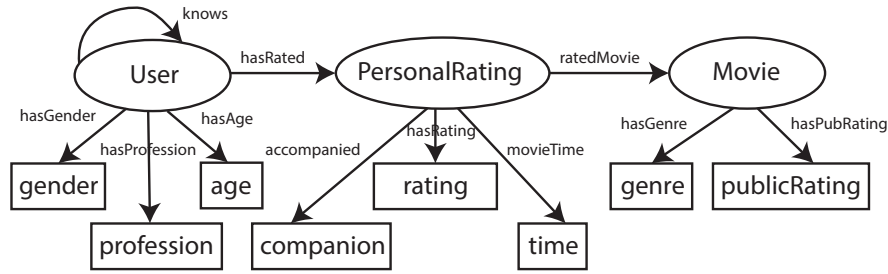 knows
User
hasRated
PersonalRating
ratedMovie
Movie
hasGender
hasProfession
hasAge
accompanied
hasRating
movieTime
hasGenre
hasPubRating
gender
age
rating
genre
publicRating
profession
companion
time